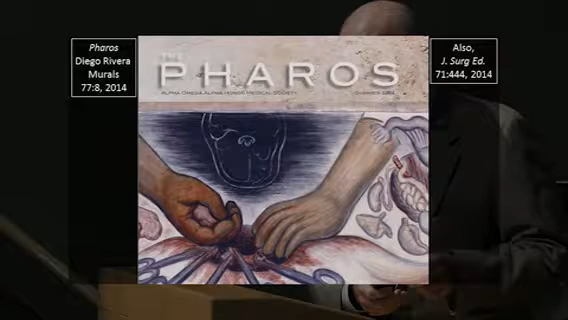 Pharos
Diego Rivera
Murals
77:8, 2014
THE
PHAROS
ALPHA OMEGA ALPHA HONOR MEDICAL SOCIETY
Also,
J. Surg Ed.
71:444, 2014